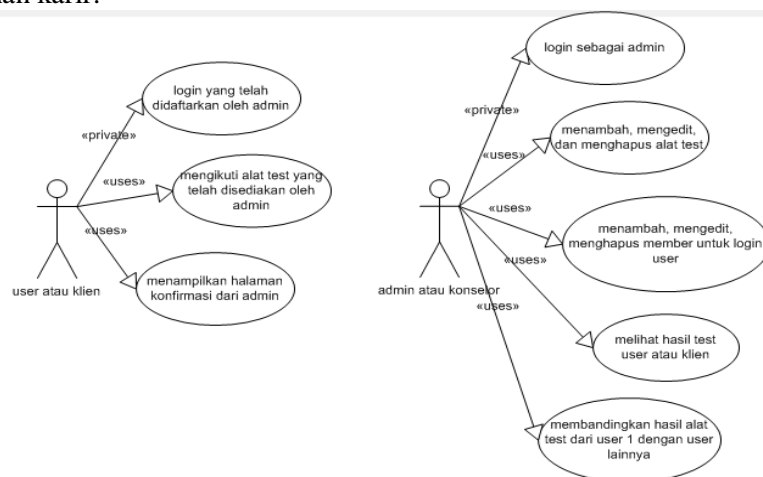 login yang telah
didaftarkan oleh admin
«private»
«uses»
mengikuti alat test yang
telah disediakan oleh
admin
«uses»
menampilkan halaman
konfirmasi dari admin
user atau klien
login sebagai admin
«private»
menambah, mengedit,
dan menghapus alat test
«uses»
«uses»
menambah, mengedit,
menghapus member untuk login
user
«uses»
admin atau konselor
«uses»
melihat hasil test
user atau klien
membandingkan hasil alat
test dari user 1 dengan user
lainnya